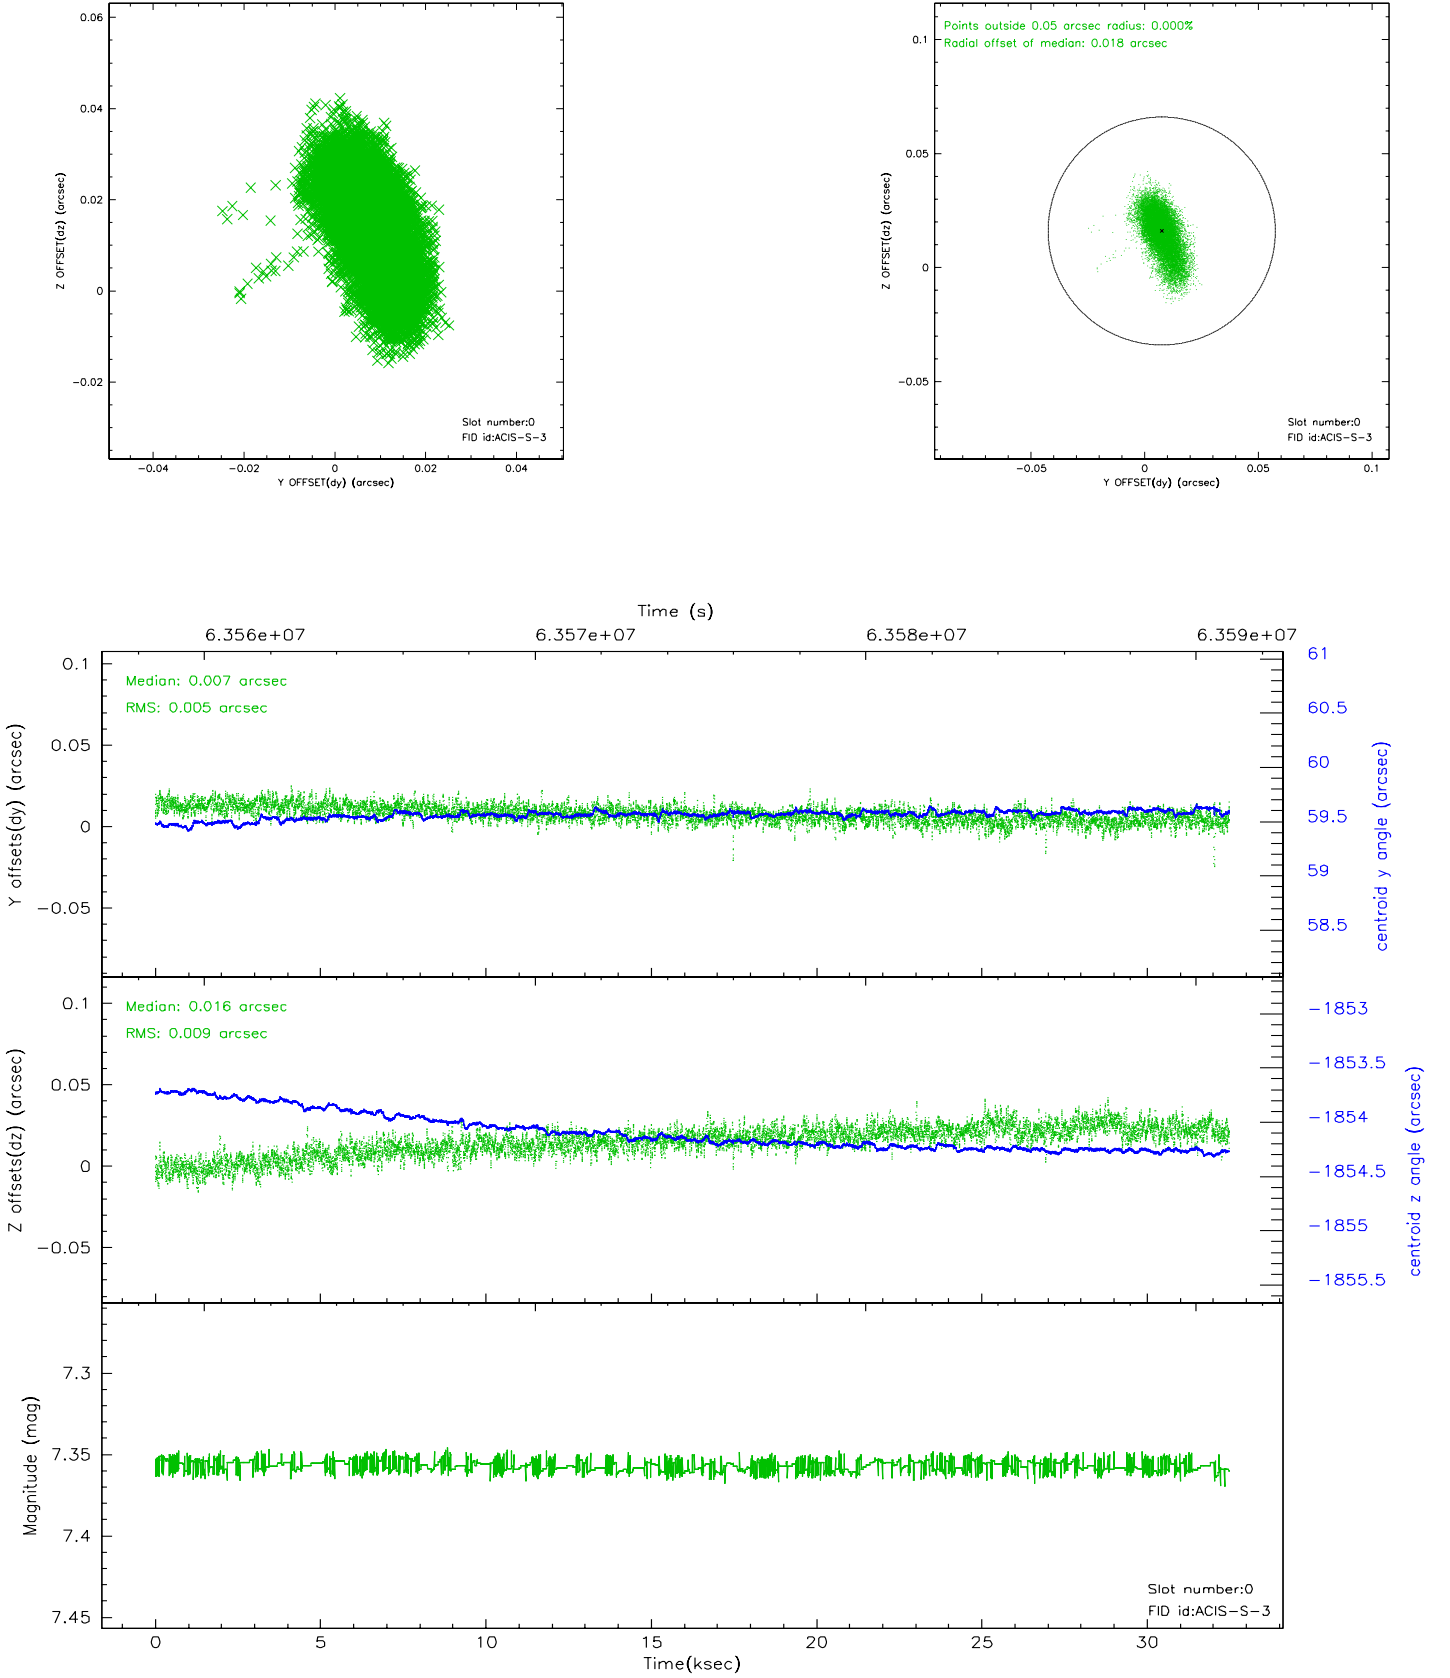 0.06
0.04
0.02
0
−0.02
−0.04
−0.02
0
0.02
0.04
Z OFFSET(dz) (arcsec)
Y OFFSET(dy) (arcsec)
Slot number:0
FID id:ACIS−S−3
Points outside 0.05 arcsec radius: 0.000%
Radial offset of median: 0.018 arcsec
0.1
0.05
0
−0.05
−0.05
0
0.05
0.1
Z OFFSET(dz) (arcsec)
Y OFFSET(dy) (arcsec)
Slot number:0
FID id:ACIS−S−3
Time (s)
6.356e+07
6.357e+07
6.358e+07
6.359e+07
Median: 0.007 arcsec
RMS: 0.005 arcsec
0.1
0.05
0
−0.05
Y offsets(dy) (arcsec)
61
60.5
60
59.5
59
58.5
centroid y angle (arcsec)
Median: 0.016 arcsec
RMS: 0.009 arcsec
0.1
0.05
0
−0.05
Z offsets(dz) (arcsec)
−1853
−1853.5
−1854
−1854.5
−1855
−1855.5
centroid z angle (arcsec)
7.3
7.35
7.4
7.45
Magnitude (mag)
Slot number:0
FID id:ACIS−S−3
0
5
10
15
20
25
30
Time(ksec)